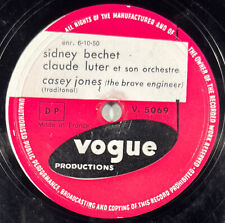 ALL RIGHTS OF THE MANUFACTURER AND OF THE OWNER OF THE RECORDED WORK RESERVED
UNAUTHORISED PUBLIC PERFORMANCE, BROADCASTING AND COPYING OF THIS RECORD PROHIBITED
enr. 6-10-50
sidney bechet
claude luter et son orchestre
casey jones (the brave engineer)
(traditonal)
DP
V. 5069
Made in France
vogue
PRODUCTIONS